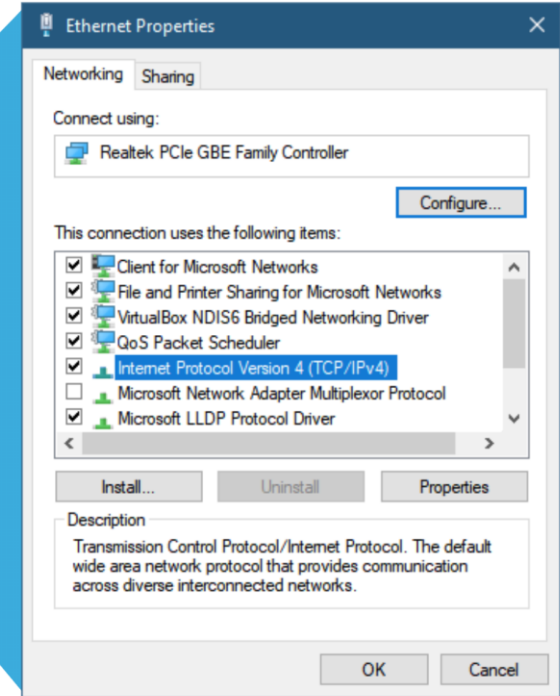 Ethernet Properties
Networking
Sharing
Connect using:
Realtek PCIe GBE Family Controller
Configure...
This connection uses the following items:
Client for Microsoft Networks
File and Printer Sharing for Microsoft Networks
VirtualBox NDIS6 Bridged Networking Driver
QoS Packet Scheduler
Internet Protocol Version 4 (TCP/IPv4)
Microsoft Network Adapter Multiplexor Protocol
Microsoft LLDP Protocol Driver
Install...
Uninstall
Properties
Description
Transmission Control Protocol/Internet Protocol. The default
wide area network protocol that provides communication
across diverse interconnected networks.
OK
Cancel